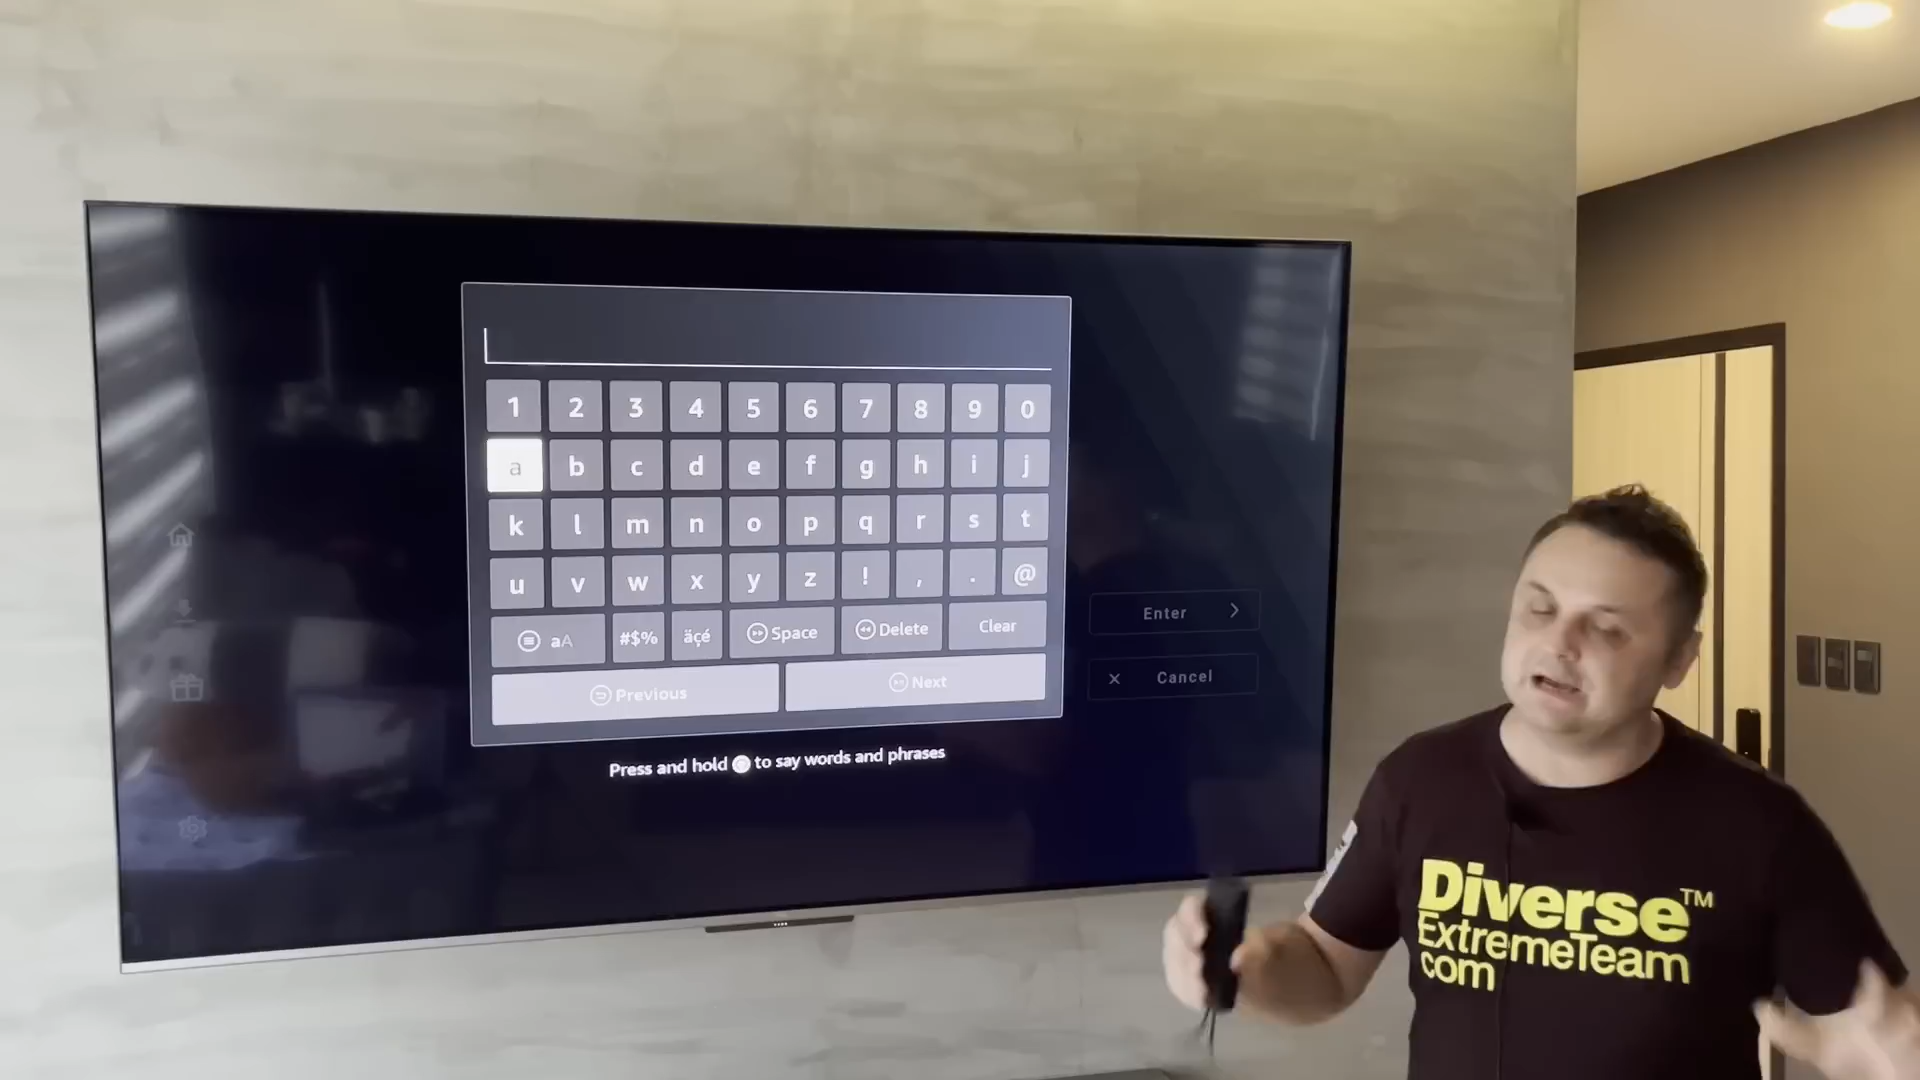 1 2 3 4 5 6 7 8 9 0
a b c d e f g h i j
k l m n o p q r s t
u v w x y z ! , . @
aA #$% äçé Space Delete Clear
Previous Next
Press and hold to say words and phrases
Enter
Cancel
Diverse™
ExtremeTeam
com